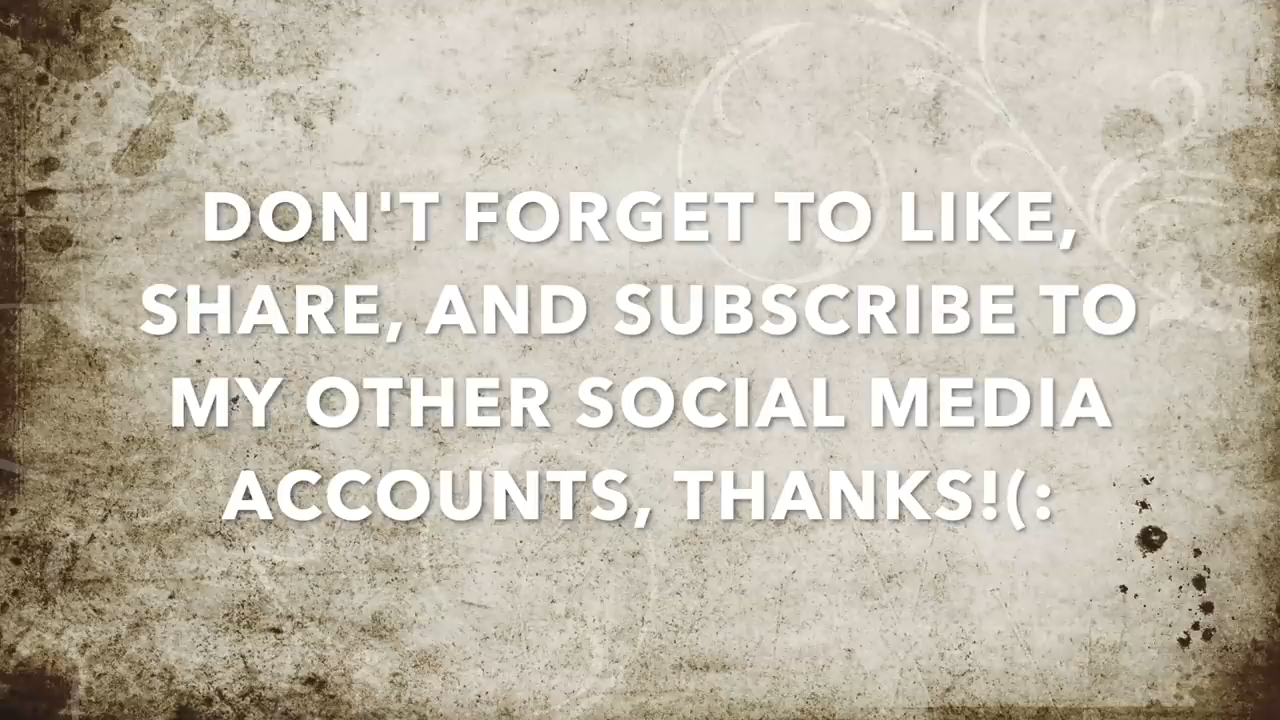 DON'T FORGET TO LIKE,
SHARE, AND SUBSCRIBE TO
MY OTHER SOCIAL MEDIA
ACCOUNTS, THANKS!(: